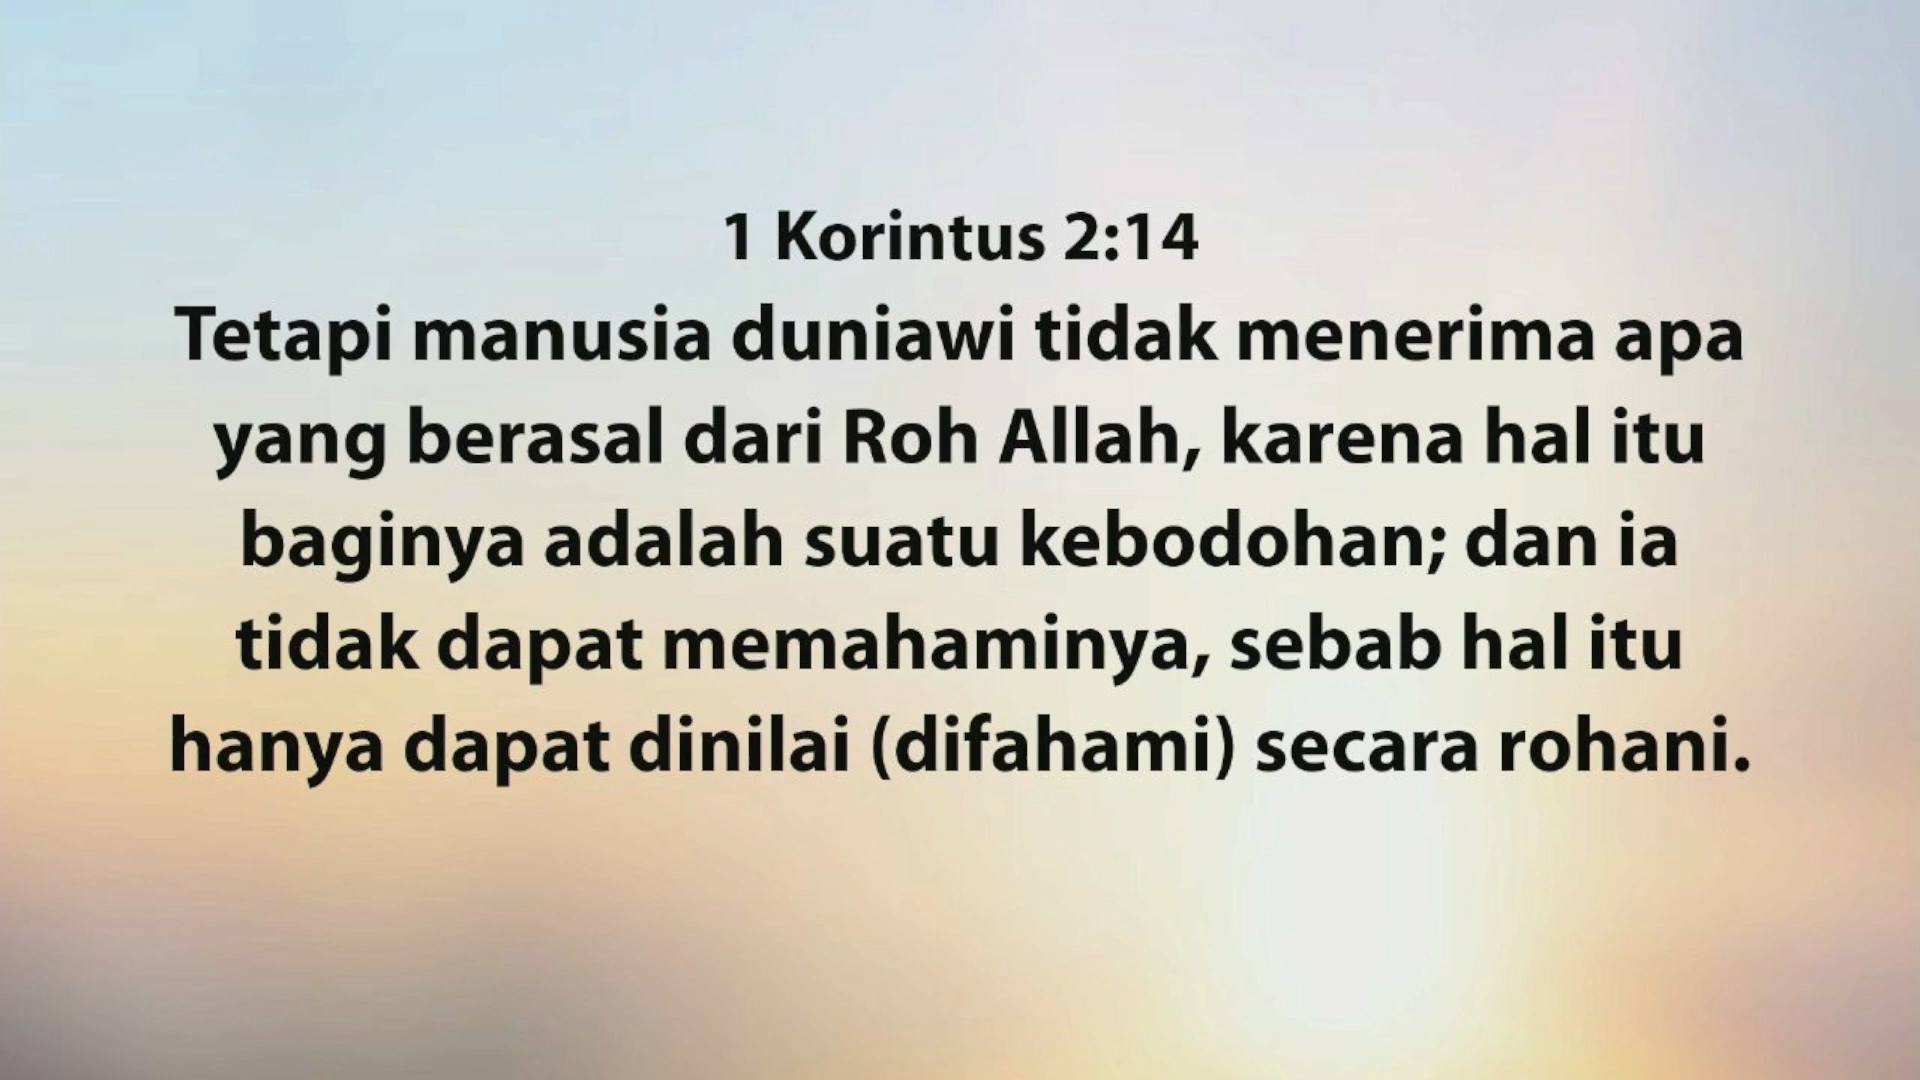 1 Korintus 2:14
Tetapi manusia duniawi tidak menerima apa
yang berasal dari Roh Allah, karena hal itu
baginya adalah suatu kebodohan; dan ia
tidak dapat memahaminya, sebab hal itu
hanya dapat dinilai (difahami) secara rohani.